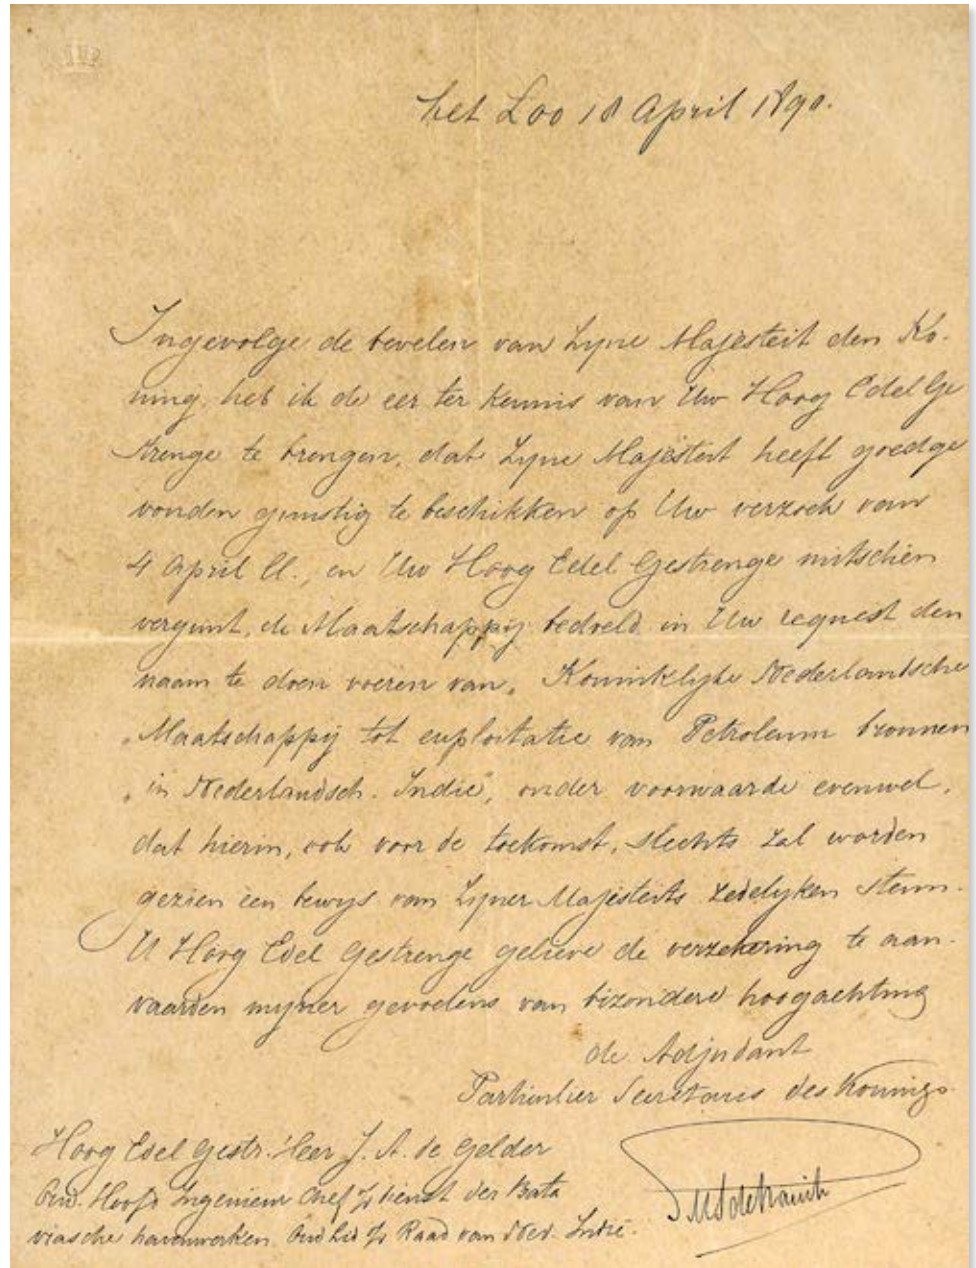 het Loo 18 April 1890.
Ingevolge de bevelen van Zyne Majesteit den Ko-
ning, heb ik de eer ter kennis van Uw Hoog Edel Ge
strenge te brengen, dat Zyne Majesteit heeft goedge
vonden gunstig te beschikken op Uw verzoek van
4 April ll., en Uw Hoog Edel Gestrenge mitsdien
vergunt, de Maatschappij bedoeld in Uw request den
naam te doen voeren van „Koninklijke Nederlandsche
„Maatschappij tot exploitatie van Petroleum bronnen
„in Nederlandsch-Indië", onder voorwaarde evenwel,
dat hierin, ook voor de toekomst, slechts zal worden
gezien een bewys van Zyner Majesteits zedelyken steun.
U Hoog Edel Gestrenge gelieve de verzekering te aan-
vaarden mijner gevoelens van bizondere hoogachting
de Adjudant
Particulier Secretaris des Konings
Hoog Edel Gestr. Heer J. A. de Gelder
Oud. Hoofd Ingenieur Chef dienst der Bata
viasche havenwerken. Oud Lid Raad van Ned. Indië.